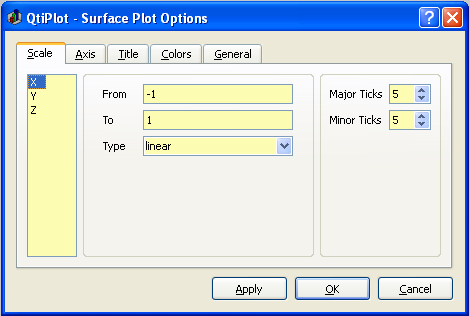 QtiPlot - Surface Plot Options
Scale Axis Title Colors General
X
Y
Z
From -1
To 1
Type linear
Major Ticks 5
Minor Ticks 5
Apply OK Cancel